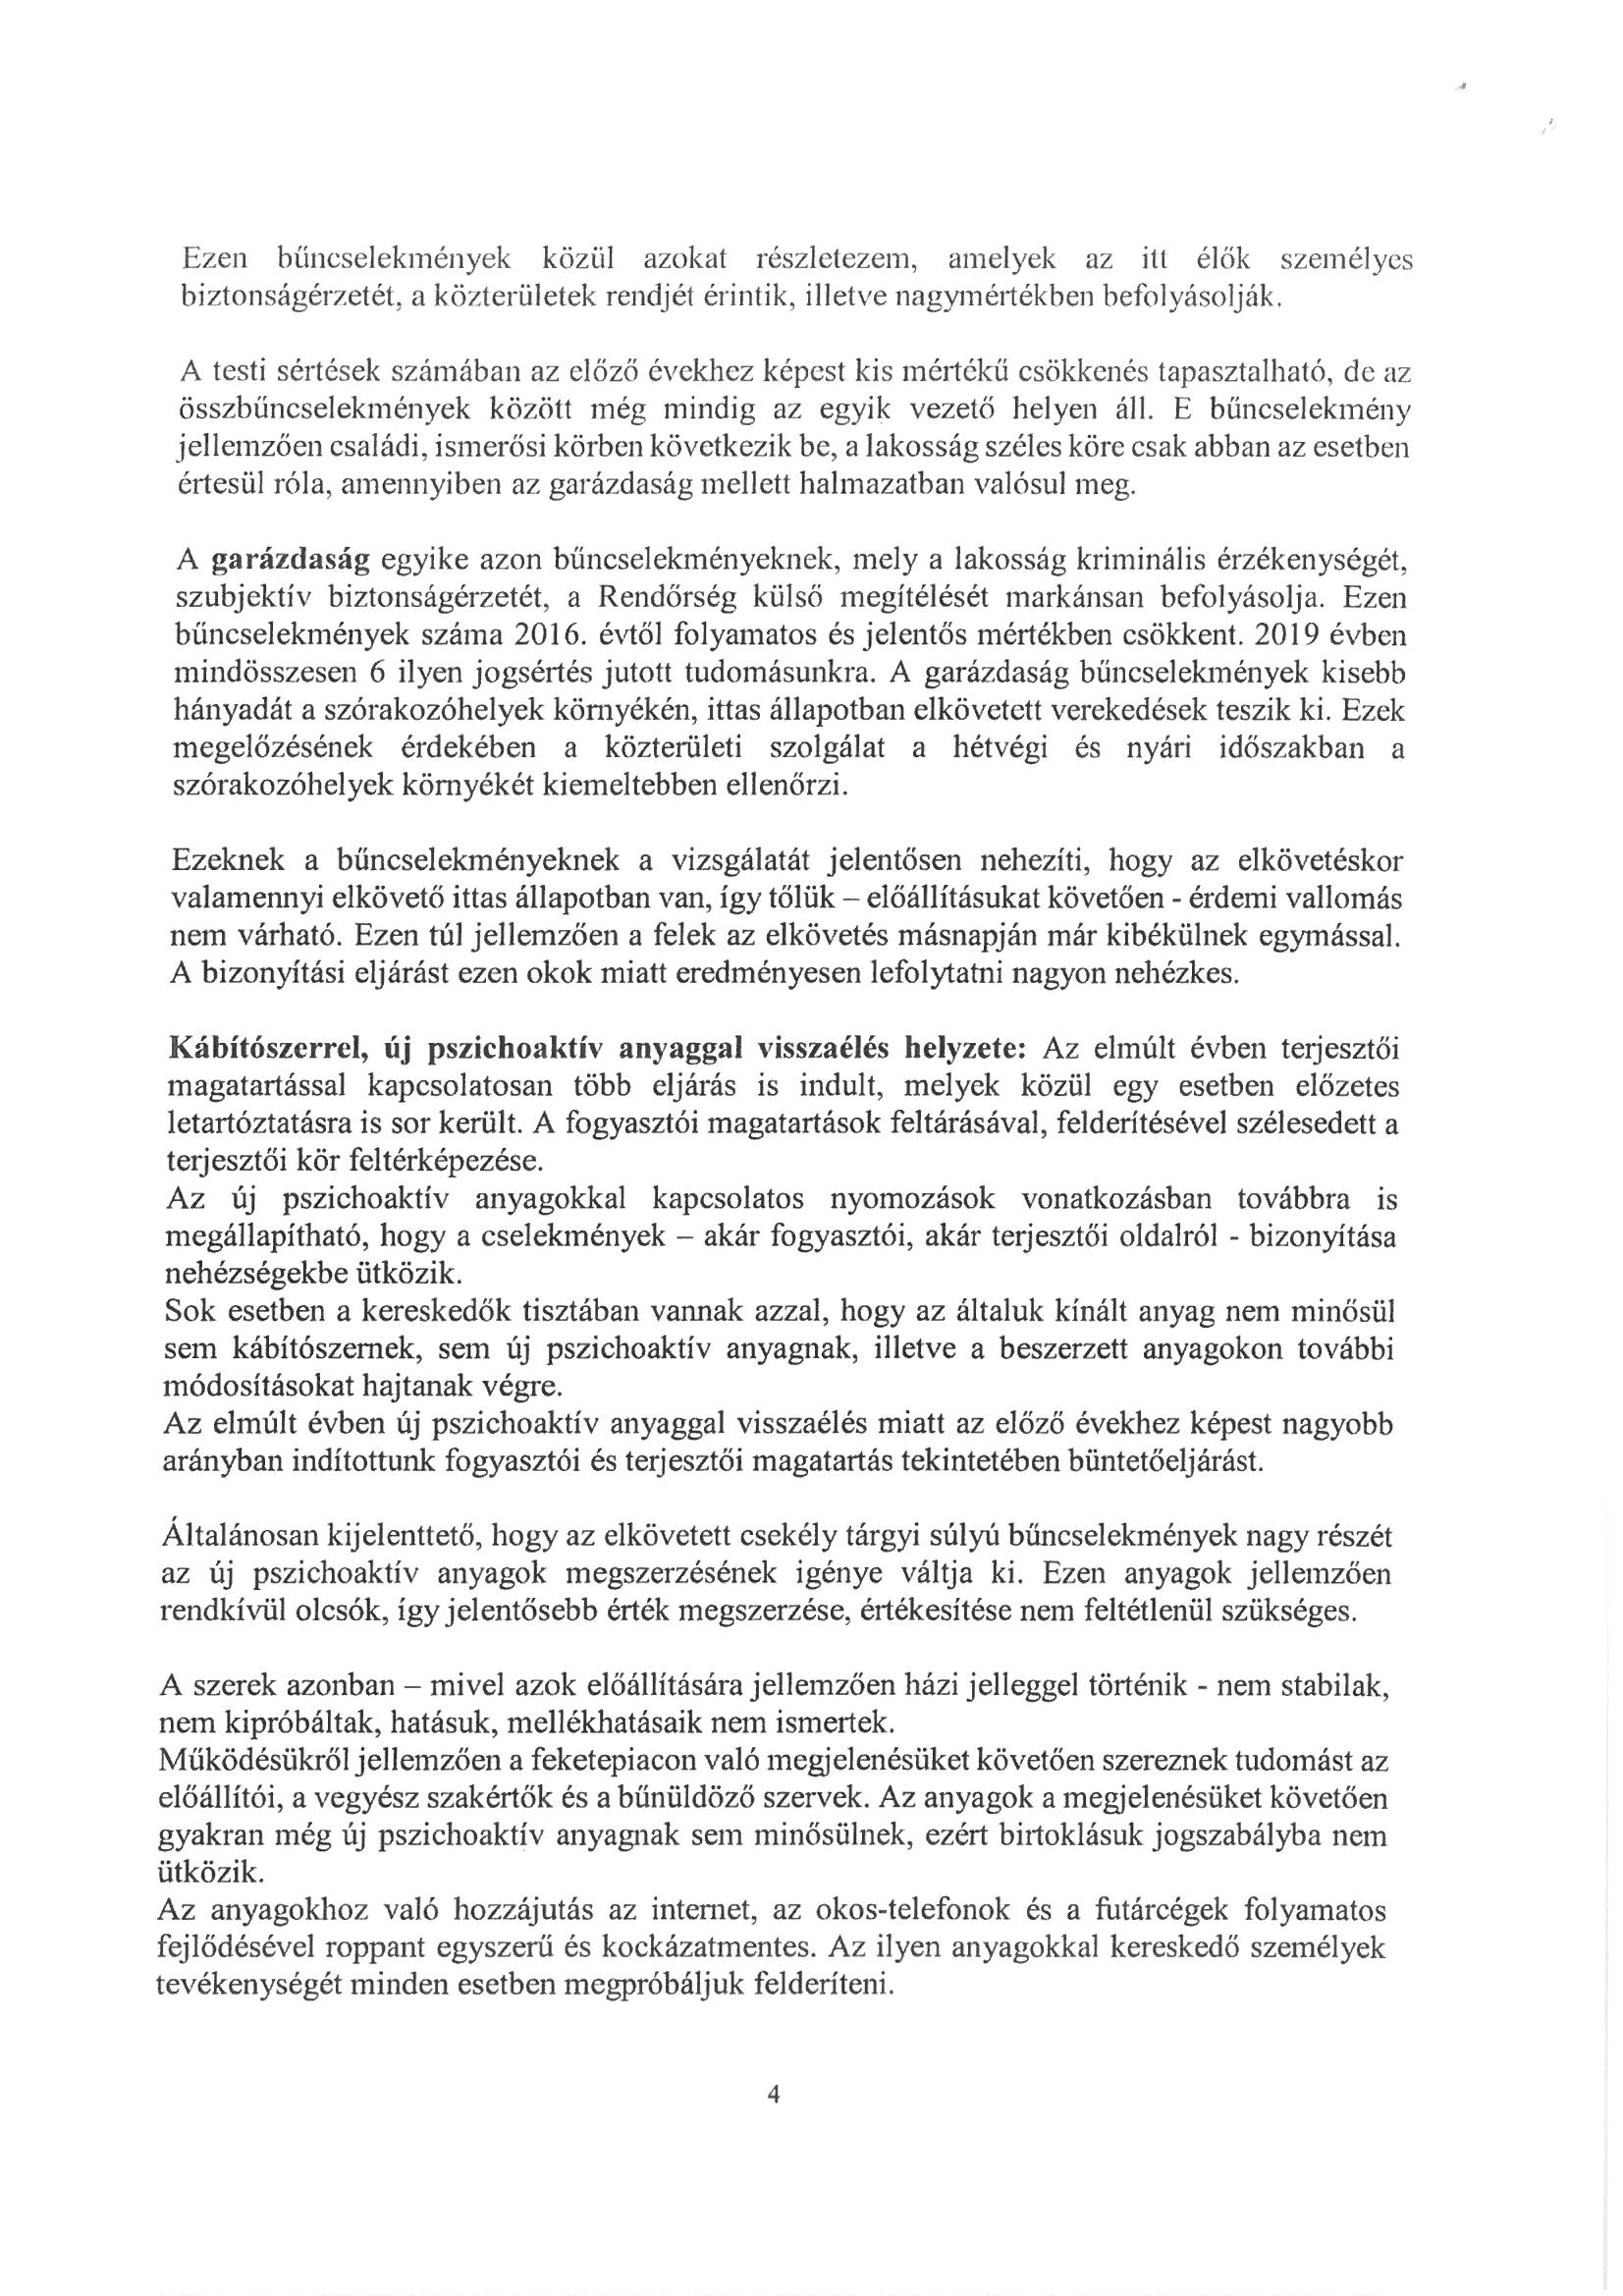 Ezen bűncselekmények közül azokat részletezem, amelyek az itt élők személyes
biztonságérzetét, a közterületek rendjét érintik, illetve nagymértékben befolyásolják.
A testi sértések számában az előző évekhez képest kis mértékű csökkenés tapasztalható, de az
összbűncselekmények között még mindig az egyik vezető helyen áll. E bűncselekmény
jellemzően családi, ismerősi körben következik be, a lakosság széles köre csak abban az esetben
értesül róla, amennyiben az garázdaság mellett halmazatban valósul meg.
A garázdaság egyike azon bűncselekményeknek, mely a lakosság kriminális érzékenységét,
szubjektív biztonságérzetét, a Rendőrség külső megítélését markánsan befolyásolja. Ezen
bűncselekmények száma 2016. évtől folyamatos és jelentős mértékben csökkent. 2019 évben
mindösszesen 6 ilyen jogsértés jutott tudomásunkra. A garázdaság bűncselekmények kisebb
hányadát a szórakozóhelyek környékén, ittas állapotban elkövetett verekedések teszik ki. Ezek
megelőzésének érdekében a közterületi szolgálat a hétvégi és nyári időszakban a
szórakozóhelyek környékét kiemeltebben ellenőrzi.
Ezeknek a bűncselekményeknek a vizsgálatát jelentősen nehezíti, hogy az elkövetéskor
valamennyi elkövető ittas állapotban van, így tőlük – előállításukat követően - érdemi vallomás
nem várható. Ezen túl jellemzően a felek az elkövetés másnapján már kibékülnek egymással.
A bizonyítási eljárást ezen okok miatt eredményesen lefolytatni nagyon nehézkes.
Kábítószerrel, új pszichoaktív anyaggal visszaélés helyzete: Az elmúlt évben terjesztői
magatartással kapcsolatosan több eljárás is indult, melyek közül egy esetben előzetes
letartóztatásra is sor került. A fogyasztói magatartások feltárásával, felderítésével szélesedett a
terjesztői kör feltérképezése.
Az új pszichoaktív anyagokkal kapcsolatos nyomozások vonatkozásban továbbra is
megállapítható, hogy a cselekmények – akár fogyasztói, akár terjesztői oldalról - bizonyítása
nehézségekbe ütközik.
Sok esetben a kereskedők tisztában vannak azzal, hogy az általuk kínált anyag nem minősül
sem kábítószernek, sem új pszichoaktív anyagnak, illetve a beszerzett anyagokon további
módosításokat hajtanak végre.
Az elmúlt évben új pszichoaktív anyaggal visszaélés miatt az előző évekhez képest nagyobb
arányban indítottunk fogyasztói és terjesztői magatartás tekintetében büntetőeljárást.
Általánosan kijelenttető, hogy az elkövetett csekély tárgyi súlyú bűncselekmények nagy részét
az új pszichoaktív anyagok megszerzésének igénye váltja ki. Ezen anyagok jellemzően
rendkívül olcsók, így jelentősebb érték megszerzése, értékesítése nem feltétlenül szükséges.
A szerek azonban – mivel azok előállítására jellemzően házi jelleggel történik - nem stabilak,
nem kipróbáltak, hatásuk, mellékhatásaik nem ismertek.
Működésükről jellemzően a feketepiacon való megjelenésüket követően szereznek tudomást az
előállítói, a vegyész szakértők és a bűnüldöző szervek. Az anyagok a megjelenésüket követően
gyakran még új pszichoaktív anyagnak sem minősülnek, ezért birtoklásuk jogszabályba nem
ütközik.
Az anyagokhoz való hozzájutás az internet, az okos-telefonok és a futárcégek folyamatos
fejlődésével roppant egyszerű és kockázatmentes. Az ilyen anyagokkal kereskedő személyek
tevékenységét minden esetben megpróbáljuk felderíteni.
4